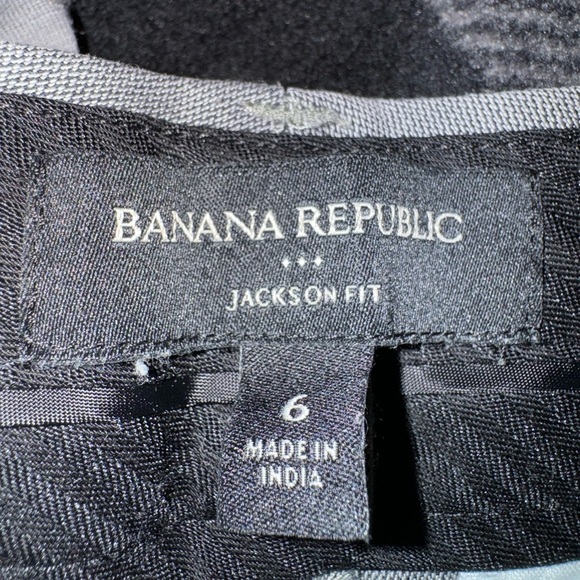 BANANA REPUBLIC
JACKSON FIT
6
MADE IN
INDIA